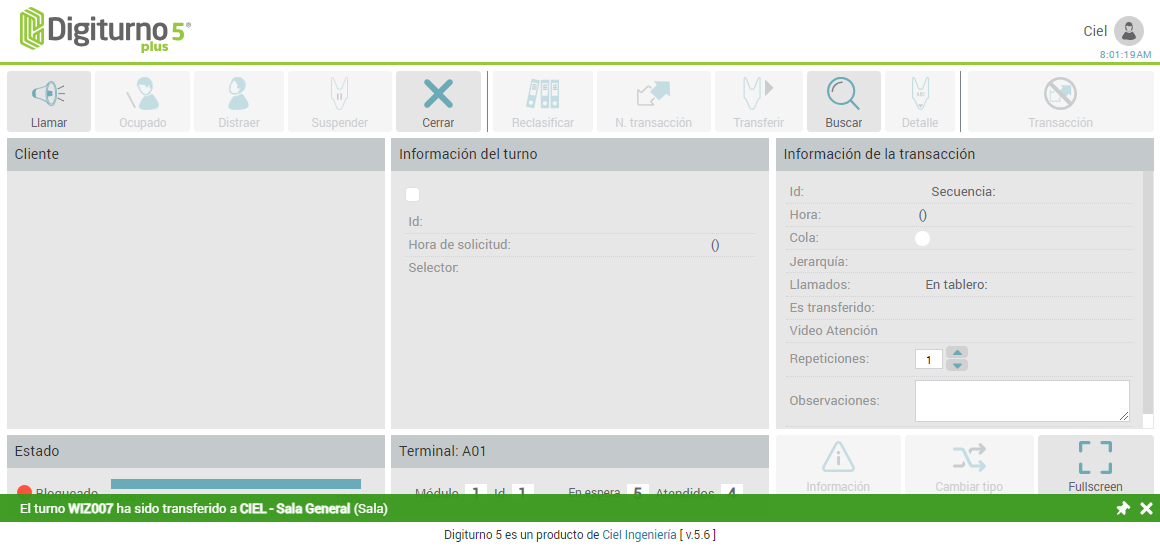 Digiturno 5®
plus
Ciel
8:01:19AM
Llamar
Ocupado
Distraer
Suspender
Cerrar
Reclasificar
N. transacción
Transferir
Buscar
Detalle
Transacción
Cliente
Información del turno
Id:
Hora de solicitud: ()
Selector:
Información de la transacción
Id: Secuencia:
Hora: ()
Cola:
Jerarquía:
Llamados: En tablero:
Es transferido:
Video Atención
Repeticiones: 1
Observaciones:
Estado
Bloqueado
Terminal: A01
Módulo 1 Id 1 En espera 5 Atendidos 4
Información
Cambiar tipo
Fullscreen
El turno WIZ007 ha sido transferido a CIEL - Sala General (Sala)
Digiturno 5 es un producto de Ciel Ingeniería [ v.5.6 ]